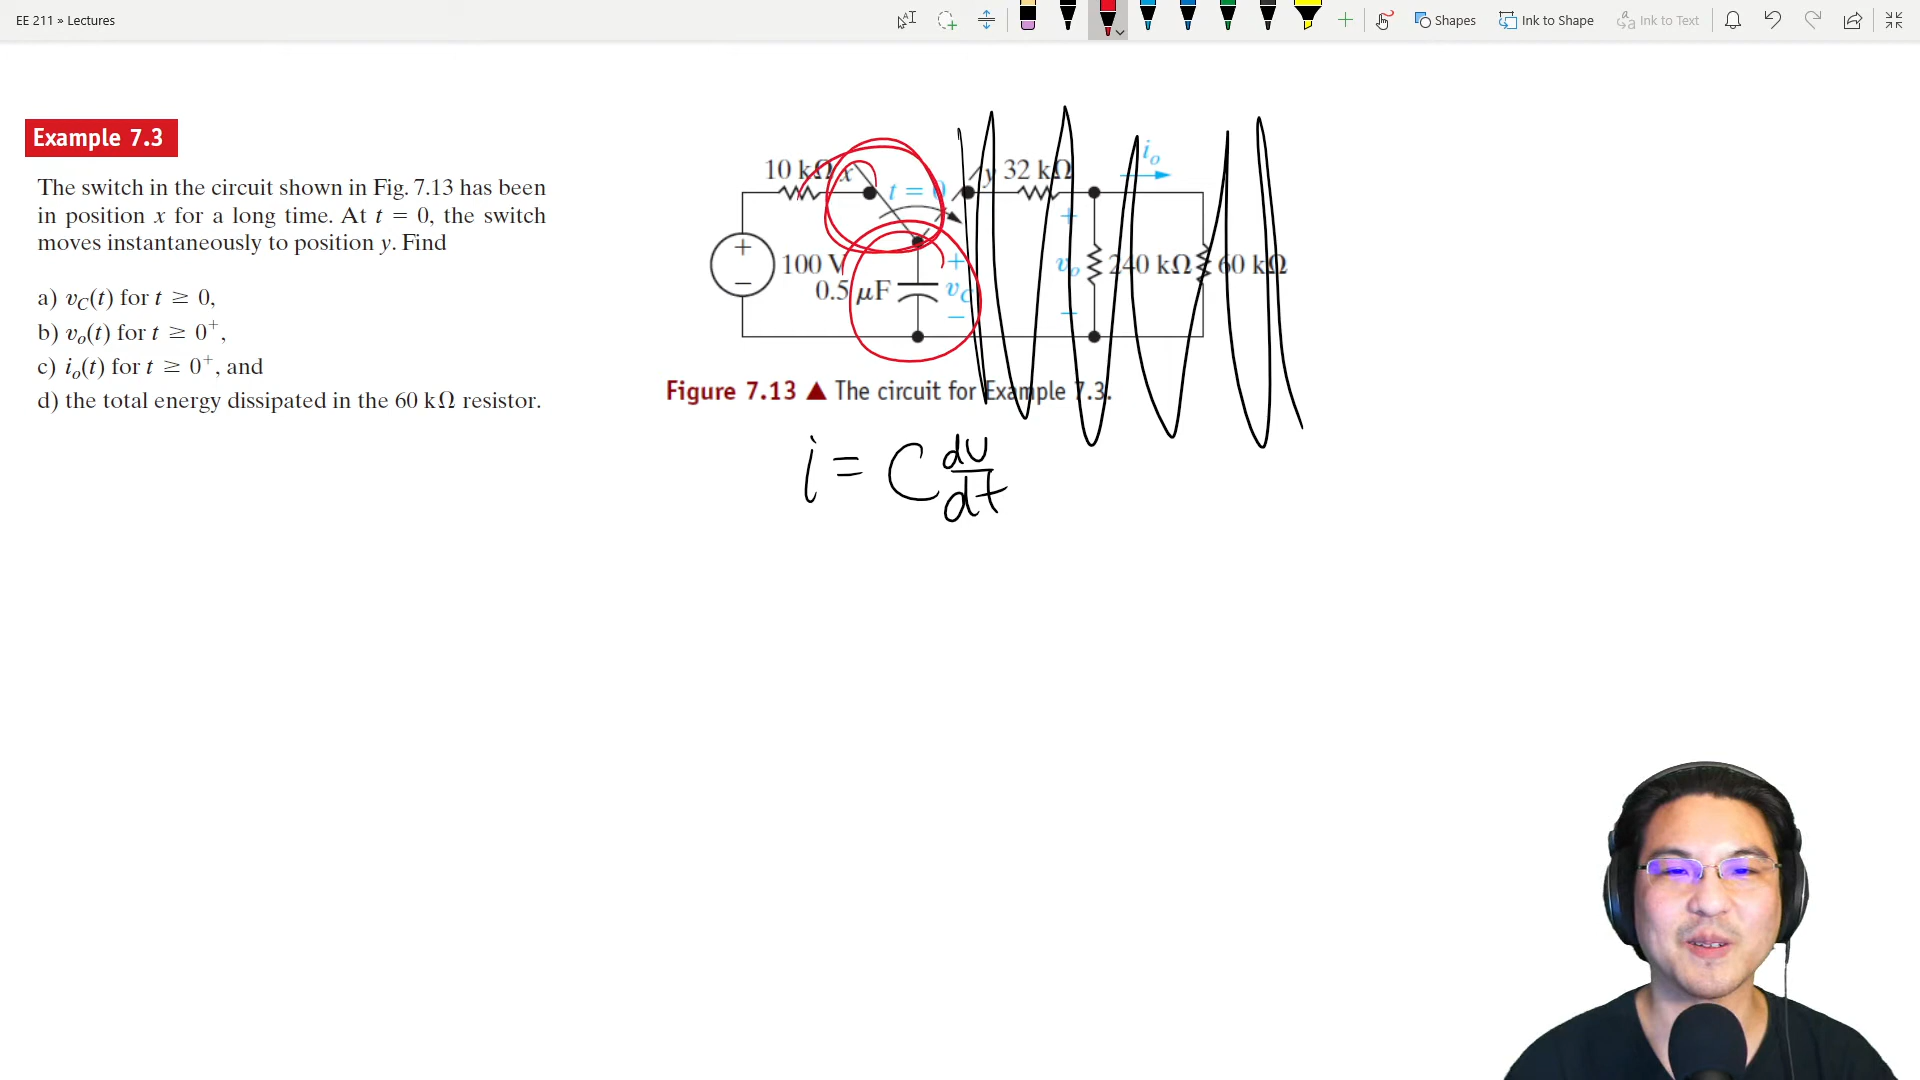 EE 211 » Lectures
Shapes
Ink to Shape
Ink to Text
Example 7.3
The switch in the circuit shown in Fig. 7.13 has been
in position x for a long time. At t = 0, the switch
moves instantaneously to position y. Find
a) vC(t) for t ≥ 0,
b) vo(t) for t ≥ 0+,
c) io(t) for t ≥ 0+, and
d) the total energy dissipated in the 60 kΩ resistor.
10 kΩ x
t = 0
y 32 kΩ
io
+
100 V
−
0.5 μF
+
vC
−
+
vo
−
240 kΩ
60 kΩ
Figure 7.13 ▲ The circuit for Example 7.3.
i = C dv/dt